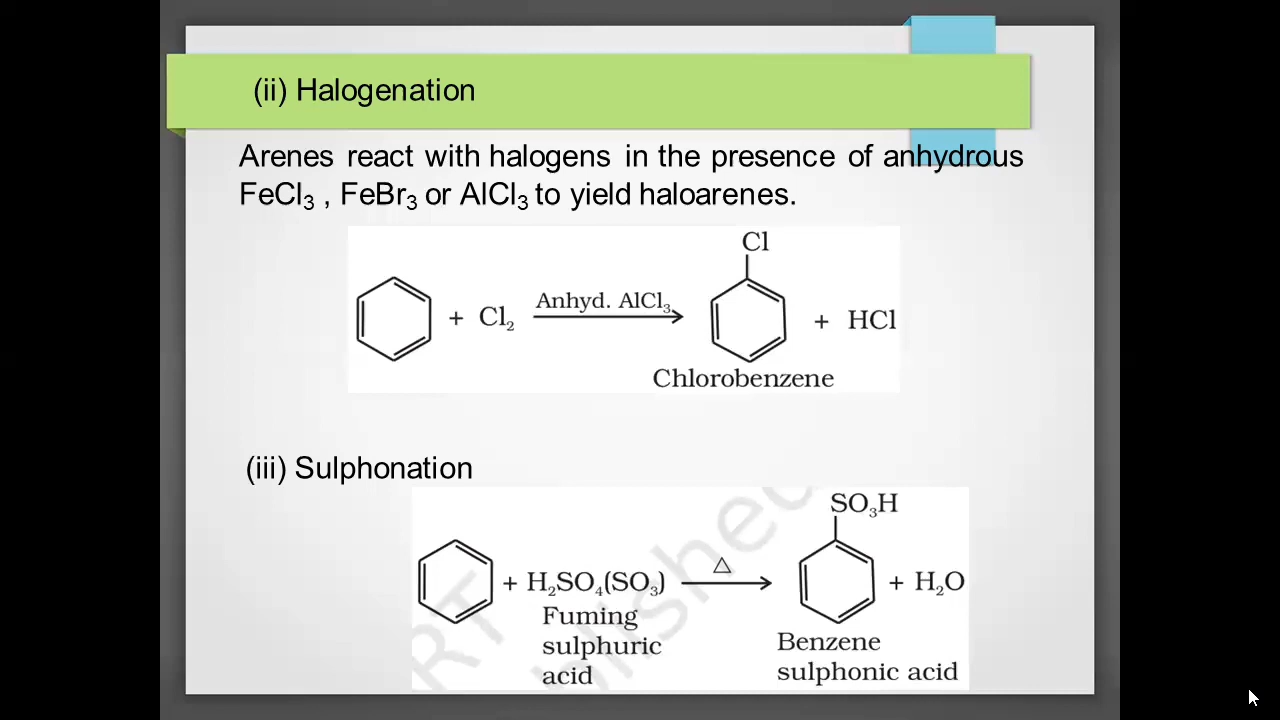 (ii) Halogenation
Arenes react with halogens in the presence of anhydrous
FeCl₃ , FeBr₃ or AlCl₃ to yield haloarenes.
Cl
+ Cl₂ Anhyd. AlCl₃ + HCl
Chlorobenzene
(iii) Sulphonation
SO₃H
+ H₂SO₄(SO₃) △ + H₂O
Fuming
sulphuric
acid
Benzene
sulphonic acid